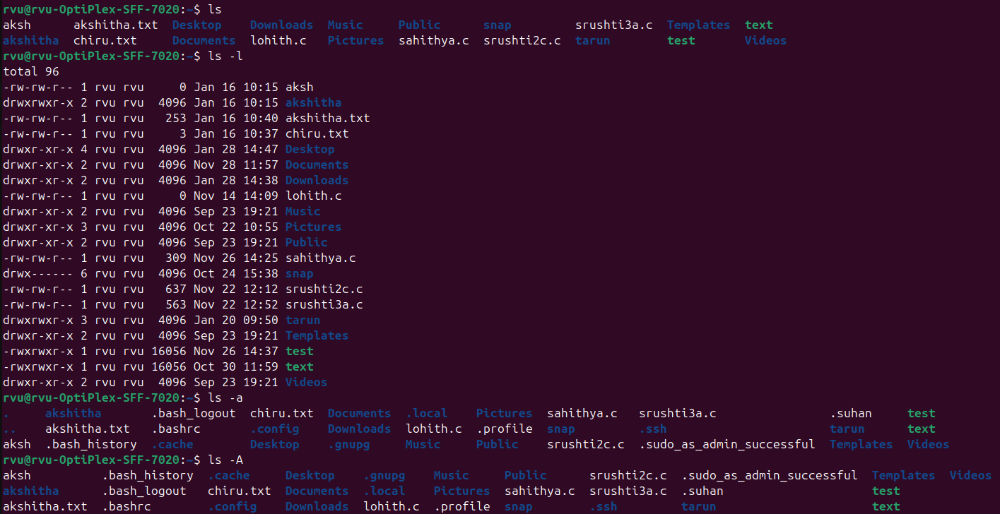 rvu@rvu-OptiPlex-SFF-7020:~$ ls
aksh      akshitha.txt  Desktop    Downloads  Music     Public      snap         srushti3a.c  Templates  text
akshitha  chiru.txt     Documents  lohith.c   Pictures  sahithya.c  srushti2c.c  tarun        test       Videos
rvu@rvu-OptiPlex-SFF-7020:~$ ls -l
total 96
-rw-rw-r-- 1 rvu rvu     0 Jan 16 10:15 aksh
drwxrwxr-x 2 rvu rvu  4096 Jan 16 10:15 akshitha
-rw-rw-r-- 1 rvu rvu   253 Jan 16 10:40 akshitha.txt
-rw-rw-r-- 1 rvu rvu     3 Jan 16 10:37 chiru.txt
drwxr-xr-x 4 rvu rvu  4096 Jan 28 14:47 Desktop
drwxr-xr-x 2 rvu rvu  4096 Nov 28 11:57 Documents
drwxr-xr-x 2 rvu rvu  4096 Jan 28 14:38 Downloads
-rw-rw-r-- 1 rvu rvu     0 Nov 14 14:09 lohith.c
drwxr-xr-x 2 rvu rvu  4096 Sep 23 19:21 Music
drwxr-xr-x 3 rvu rvu  4096 Oct 22 10:55 Pictures
drwxr-xr-x 2 rvu rvu  4096 Sep 23 19:21 Public
-rw-rw-r-- 1 rvu rvu   309 Nov 26 14:25 sahithya.c
drwx------ 6 rvu rvu  4096 Oct 24 15:38 snap
-rw-rw-r-- 1 rvu rvu   637 Nov 22 12:12 srushti2c.c
-rw-rw-r-- 1 rvu rvu   563 Nov 22 12:52 srushti3a.c
drwxrwxr-x 3 rvu rvu  4096 Jan 20 09:50 tarun
drwxr-xr-x 2 rvu rvu  4096 Sep 23 19:21 Templates
-rwxrwxr-x 1 rvu rvu 16056 Nov 26 14:37 test
-rwxrwxr-x 1 rvu rvu 16056 Oct 30 11:59 text
drwxr-xr-x 2 rvu rvu  4096 Sep 23 19:21 Videos
rvu@rvu-OptiPlex-SFF-7020:~$ ls -a
.     akshitha       .bash_logout  chiru.txt  Documents  .local    Pictures  sahithya.c   srushti3a.c                .suhan     test
..    akshitha.txt   .bashrc       .config    Downloads  lohith.c  .profile  snap         .ssh                       tarun      text
aksh  .bash_history  .cache        Desktop    .gnupg     Music     Public    srushti2c.c  .sudo_as_admin_successful  Templates  Videos
rvu@rvu-OptiPlex-SFF-7020:~$ ls -A
aksh          .bash_history  .cache     Desktop    .gnupg    Music     Public      srushti2c.c  .sudo_as_admin_successful  Templates  Videos
akshitha      .bash_logout   chiru.txt  Documents  .local    Pictures  sahithya.c  srushti3a.c  .suhan                     test
akshitha.txt  .bashrc        .config    Downloads  lohith.c  .profile  snap        .ssh         tarun                      text